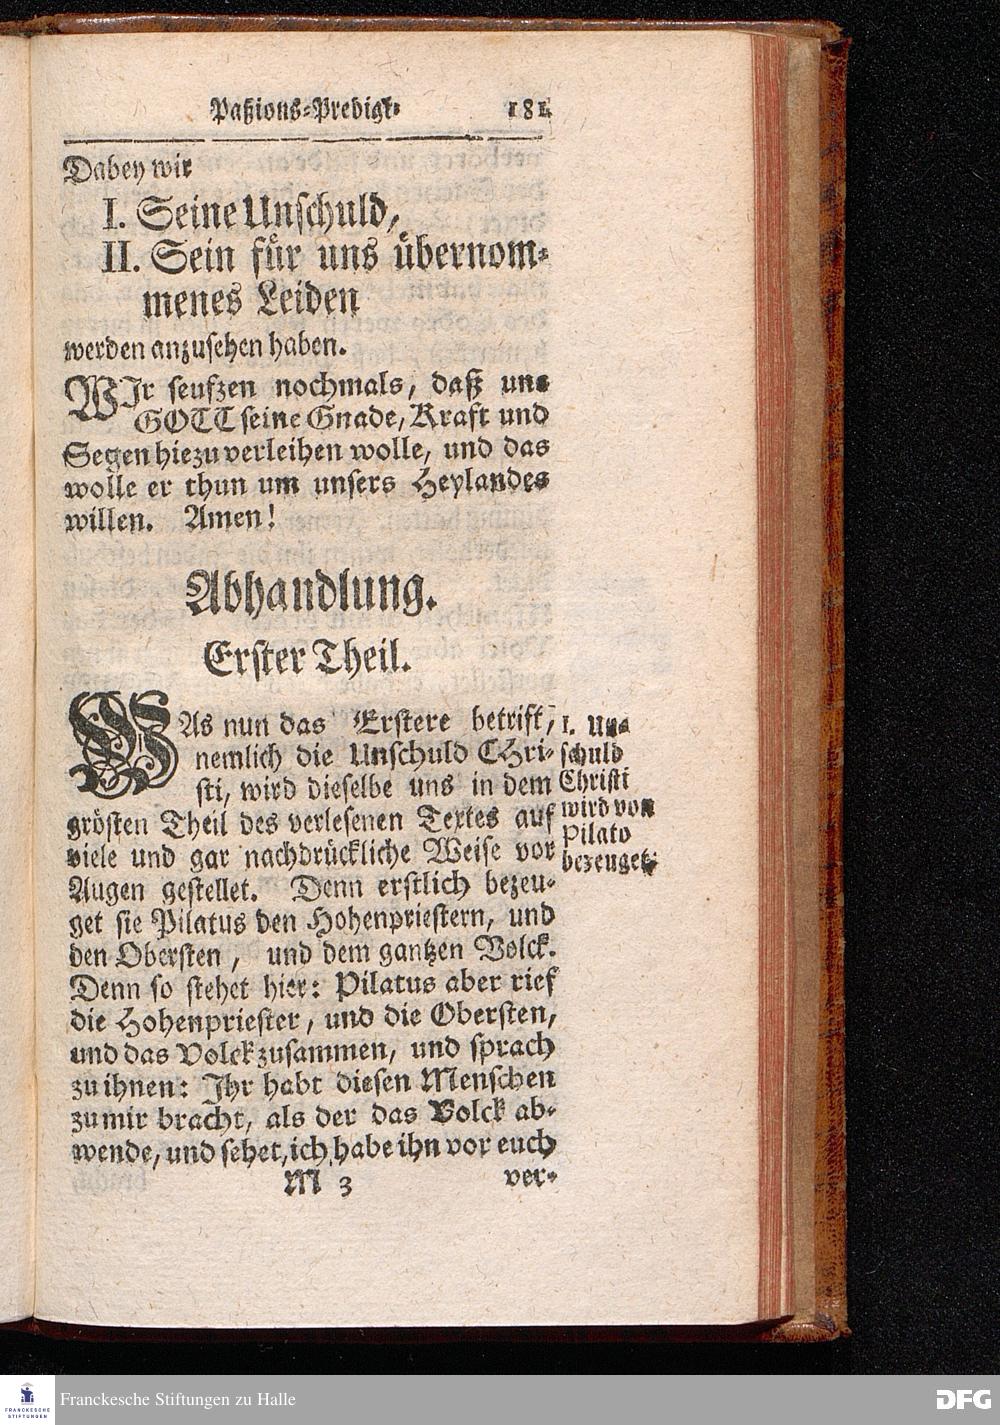 Paßions-Predigt. 181
Dabey wir
I. Seine Unschuld,
II. Sein für uns übernom-
menes Leiden
werden anzusehen haben.
WIr seufzen nochmals, daß uns
GOTT seine Gnade, Kraft und
Segen hiezu verleihen wolle, und das
wolle er thun um unsers Heylandes
willen. Amen!
Abhandlung.
Erster Theil.
WAs nun das Erstere betrift,
nemlich die Unschuld CHri-
sti, wird dieselbe uns in dem
grösten Theil des verlesenen Textes auf
viele und gar nachdrückliche Weise vor
Augen gestellet. Denn erstlich bezeu-
get sie Pilatus den Hohenpriestern, und
den Obersten, und dem gantzen Volck.
Denn so stehet hier: Pilatus aber rief
die Hohenpriester, und die Obersten,
und das Volck zusammen, und sprach
zu ihnen: Ihr habt diesen Menschen
zu mir bracht, als der das Volck ab-
wende, und sehet, ich habe ihn vor euch
M 3 ver-
I. Un-
schuld
Christi
wird von
Pilato
bezeuget:
FRANCKESCHE
STIFTUNGEN
Franckesche Stiftungen zu Halle
DFG